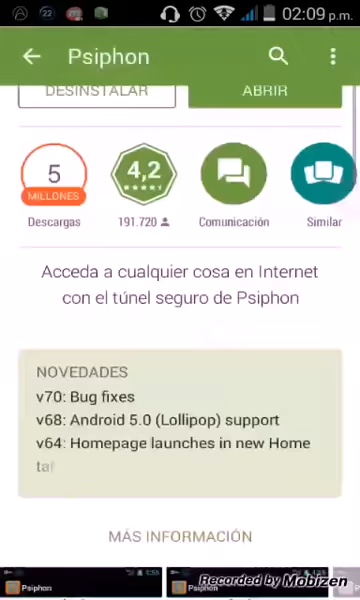 22
02:09 p.m.
Psiphon
DESINSTALAR
ABRIR
5
MILLONES
4,2
Descargas
191.720
Comunicación
Similar
Acceda a cualquier cosa en Internet
con el túnel seguro de Psiphon
NOVEDADES
v70: Bug fixes
v68: Android 5.0 (Lollipop) support
v64: Homepage launches in new Home
tab
MÁS INFORMACIÓN
Psiphon
Psiphon
Recorded by Mobizen